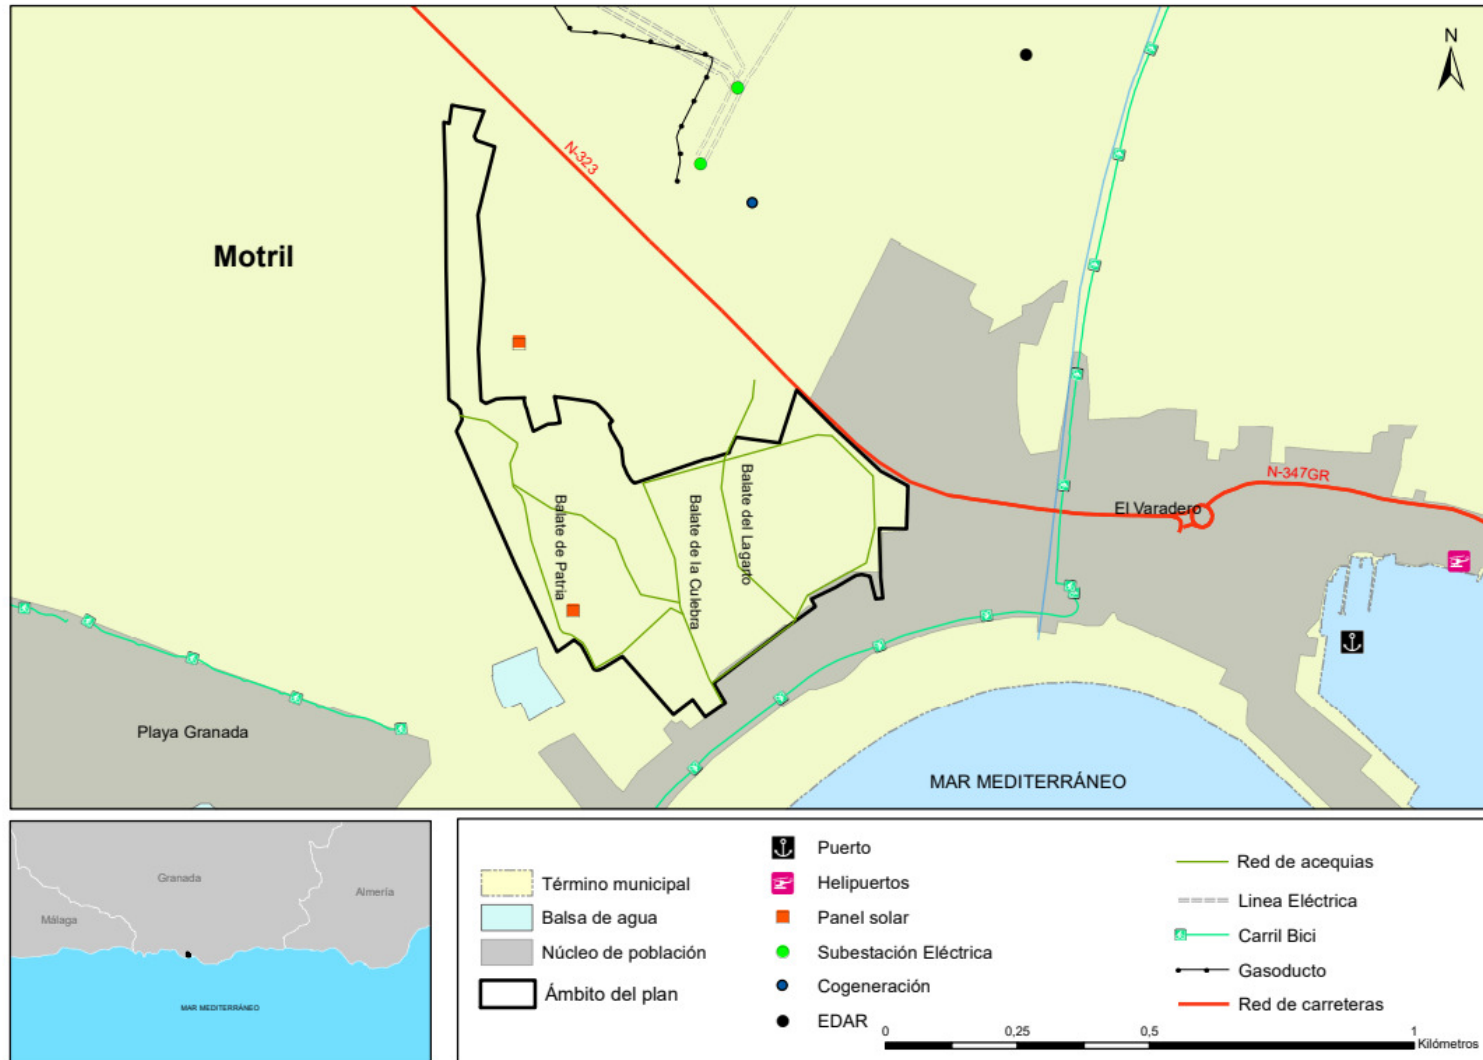 N
N-323
Motril
N-347GR
El Varadero
Balate del Lagarto
Balate de la Culebra
Balate de Patria
Playa Granada
MAR MEDITERRÁNEO
Granada
Almería
Málaga
MAR MEDITERRÁNEO
Término municipal
Balsa de agua
Núcleo de población
Ámbito del plan
Puerto
Helipuertos
Panel solar
Subestación Eléctrica
Cogeneración
EDAR
Red de acequias
Linea Eléctrica
Carril Bici
Gasoducto
Red de carreteras
0 0,25 0,5 1
Kilómetros